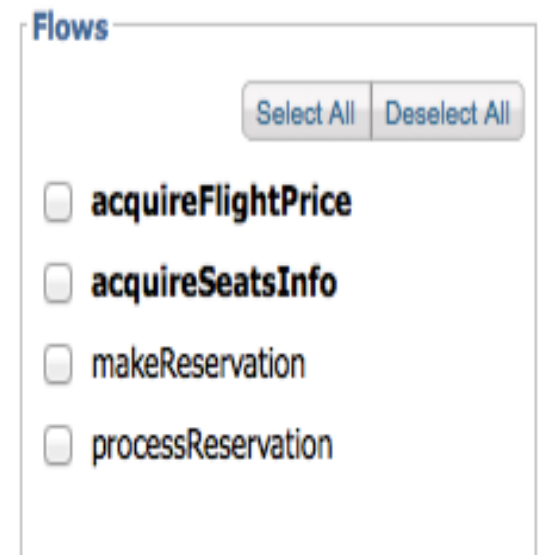 Flows
Select All Deselect All
acquireFlightPrice
acquireSeatsInfo
makeReservation
processReservation